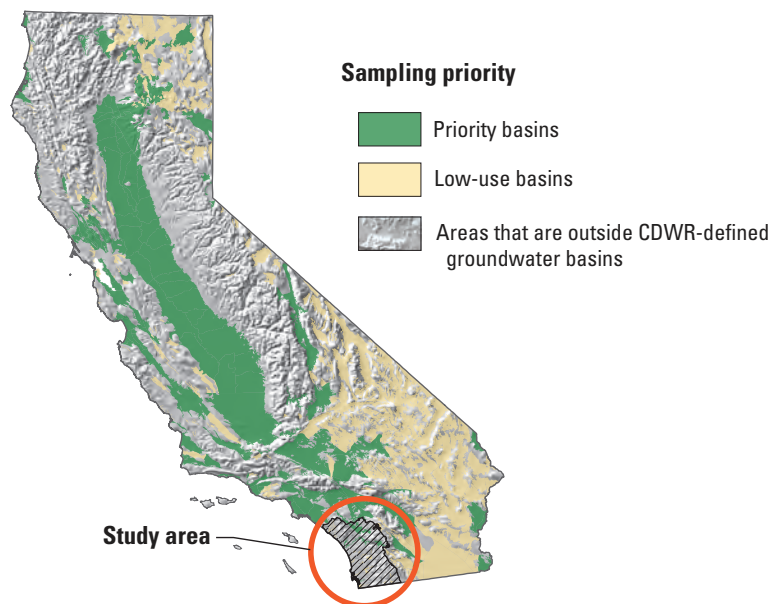 Sampling priority
Priority basins
Low-use basins
Areas that are outside CDWR-defined
groundwater basins
Study area